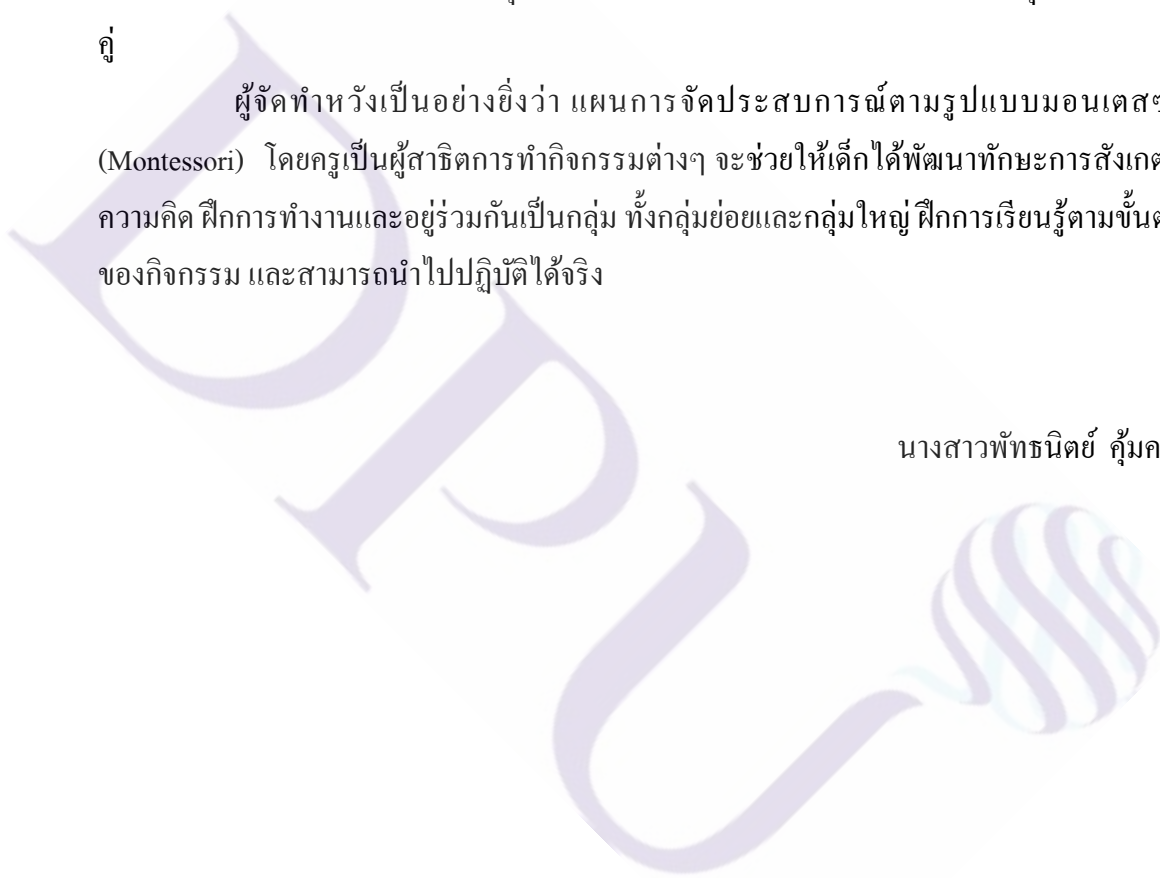 คู่
ผู้จัดทำหวังเป็นอย่างยิ่งว่า แผนการจัดประสบการณ์ตามรูปแบบมอนเตสซ
(Montessori) โดยครูเป็นผู้สาธิตการทำกิจกรรมต่างๆ จะช่วยให้เด็กได้พัฒนาทักษะการสังเกต
ความคิด ฝึกการทำงานและอยู่ร่วมกันเป็นกลุ่ม ทั้งกลุ่มย่อยและกลุ่มใหญ่ ฝึกการเรียนรู้ตามขั้นต
ของกิจกรรม และสามารถนำไปปฏิบัติได้จริง
นางสาวพัทธนิตย์ คุ้มค
DPU